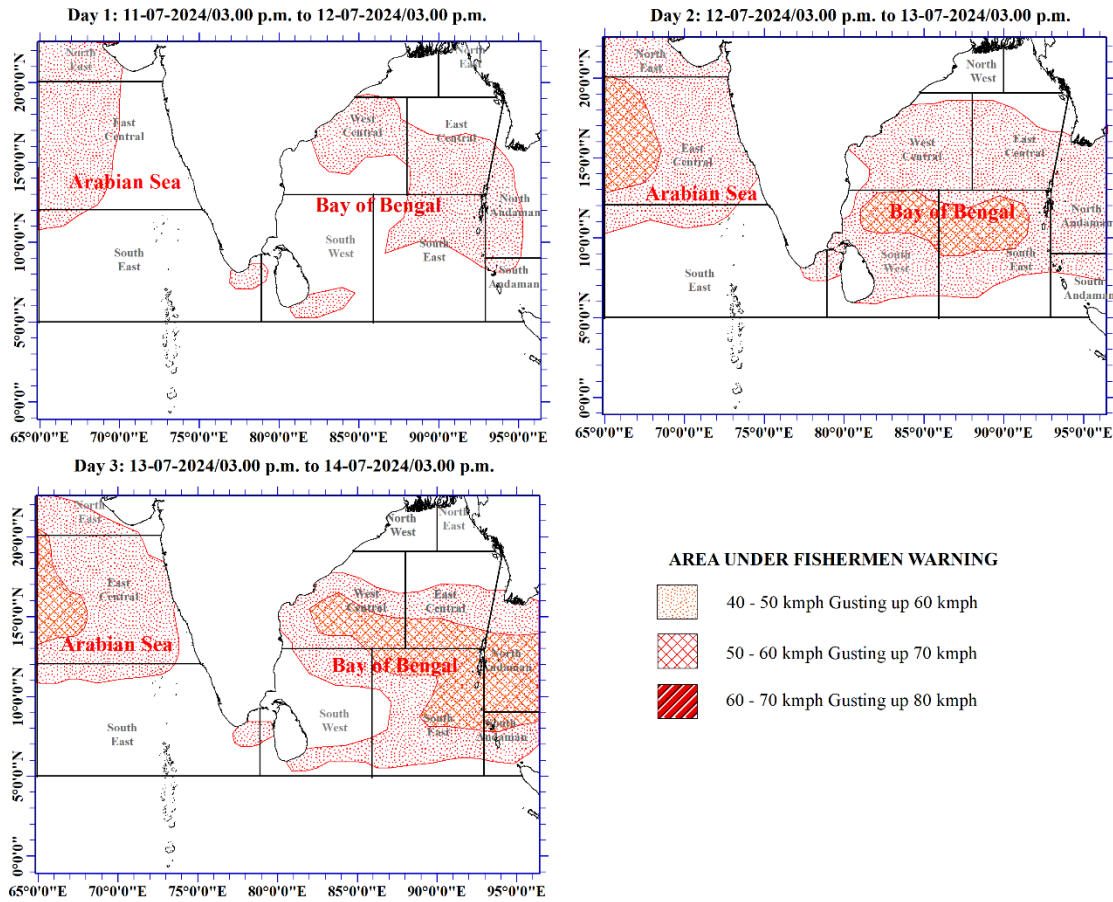 Day 1: 11-07-2024/03.00 p.m. to 12-07-2024/03.00 p.m.
North
East
East
Central
Arabian Sea
South
East
West
Central
North
East
East
Central
Bay of Bengal
South
West
South
East
North
Andaman
South
Andaman
20°0'0"N
15°0'0"N
10°0'0"N
5°0'0"N
0°0'0"
65°0'0"E 70°0'0"E 75°0'0"E 80°0'0"E 85°0'0"E 90°0'0"E 95°0'0"E
Day 2: 12-07-2024/03.00 p.m. to 13-07-2024/03.00 p.m.
North
East
East
Central
Arabian Sea
South
East
North
West
West
Central
East
Central
Bay of Bengal
South
West
South
East
North
Andaman
South
Andaman
20°0'0"N
15°0'0"N
10°0'0"N
5°0'0"N
0°0'0"
65°0'0"E 70°0'0"E 75°0'0"E 80°0'0"E 85°0'0"E 90°0'0"E 95°0'0"E
Day 3: 13-07-2024/03.00 p.m. to 14-07-2024/03.00 p.m.
North
East
East
Central
Arabian Sea
South
East
North
West
North
East
West
Central
East
Central
Bay of Bengal
South
West
South
East
North
Andaman
South
Andaman
20°0'0"N
15°0'0"N
10°0'0"N
5°0'0"N
0°0'0"
65°0'0"E 70°0'0"E 75°0'0"E 80°0'0"E 85°0'0"E 90°0'0"E 95°0'0"E
AREA UNDER FISHERMEN WARNING
40 - 50 kmph Gusting up 60 kmph
50 - 60 kmph Gusting up 70 kmph
60 - 70 kmph Gusting up 80 kmph